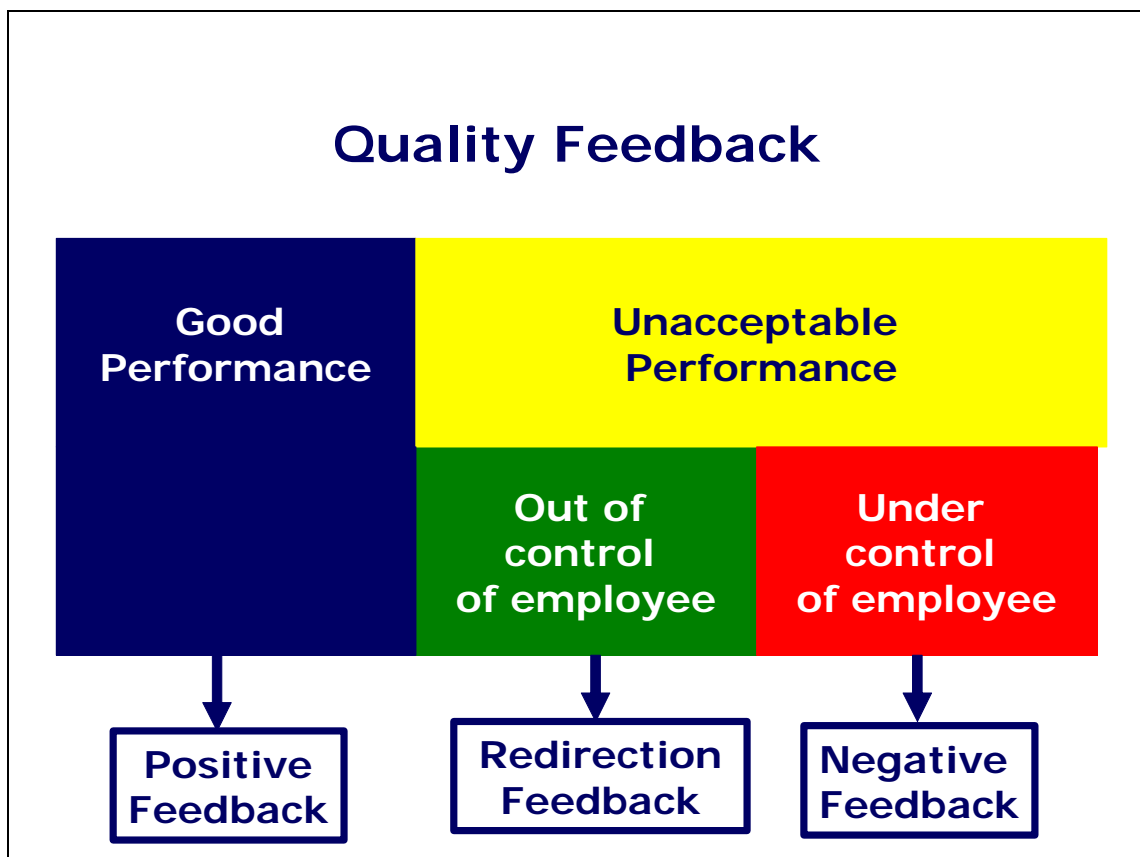 Quality Feedback
Good
Performance
Unacceptable
Performance
Out of
control
of employee
Under
control
of employee
Positive
Feedback
Redirection
Feedback
Negative
Feedback